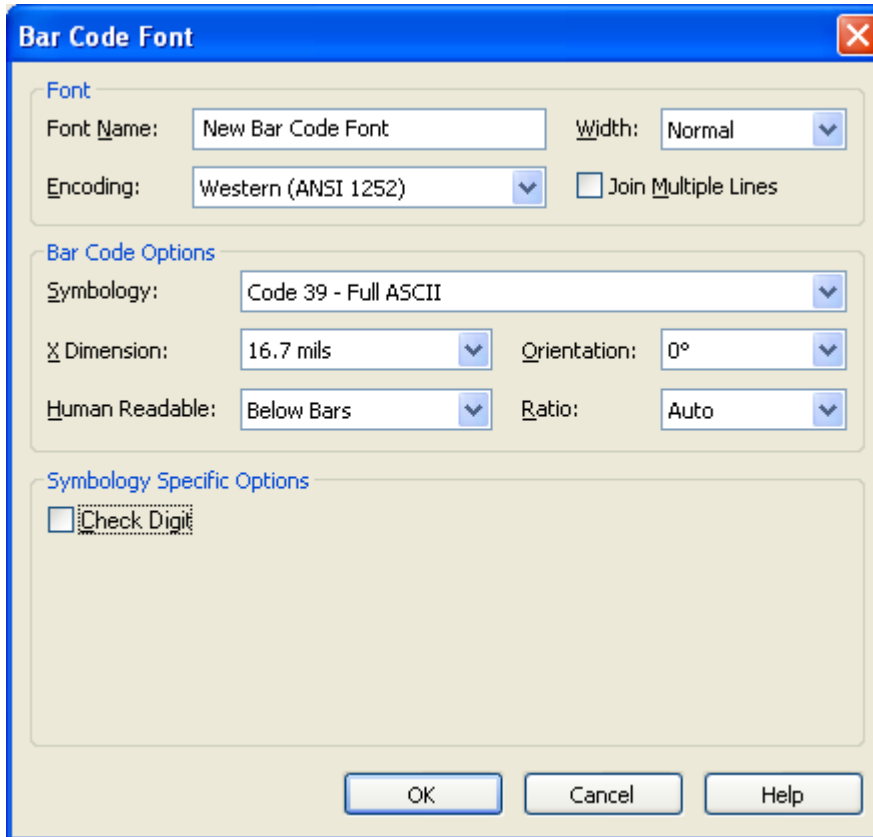 Bar Code Font
Font
Font Name: New Bar Code Font Width: Normal
Encoding: Western (ANSI 1252) Join Multiple Lines
Bar Code Options
Symbology: Code 39 - Full ASCII
X Dimension: 16.7 mils Orientation: 0°
Human Readable: Below Bars Ratio: Auto
Symbology Specific Options
Check Digit
OK Cancel Help